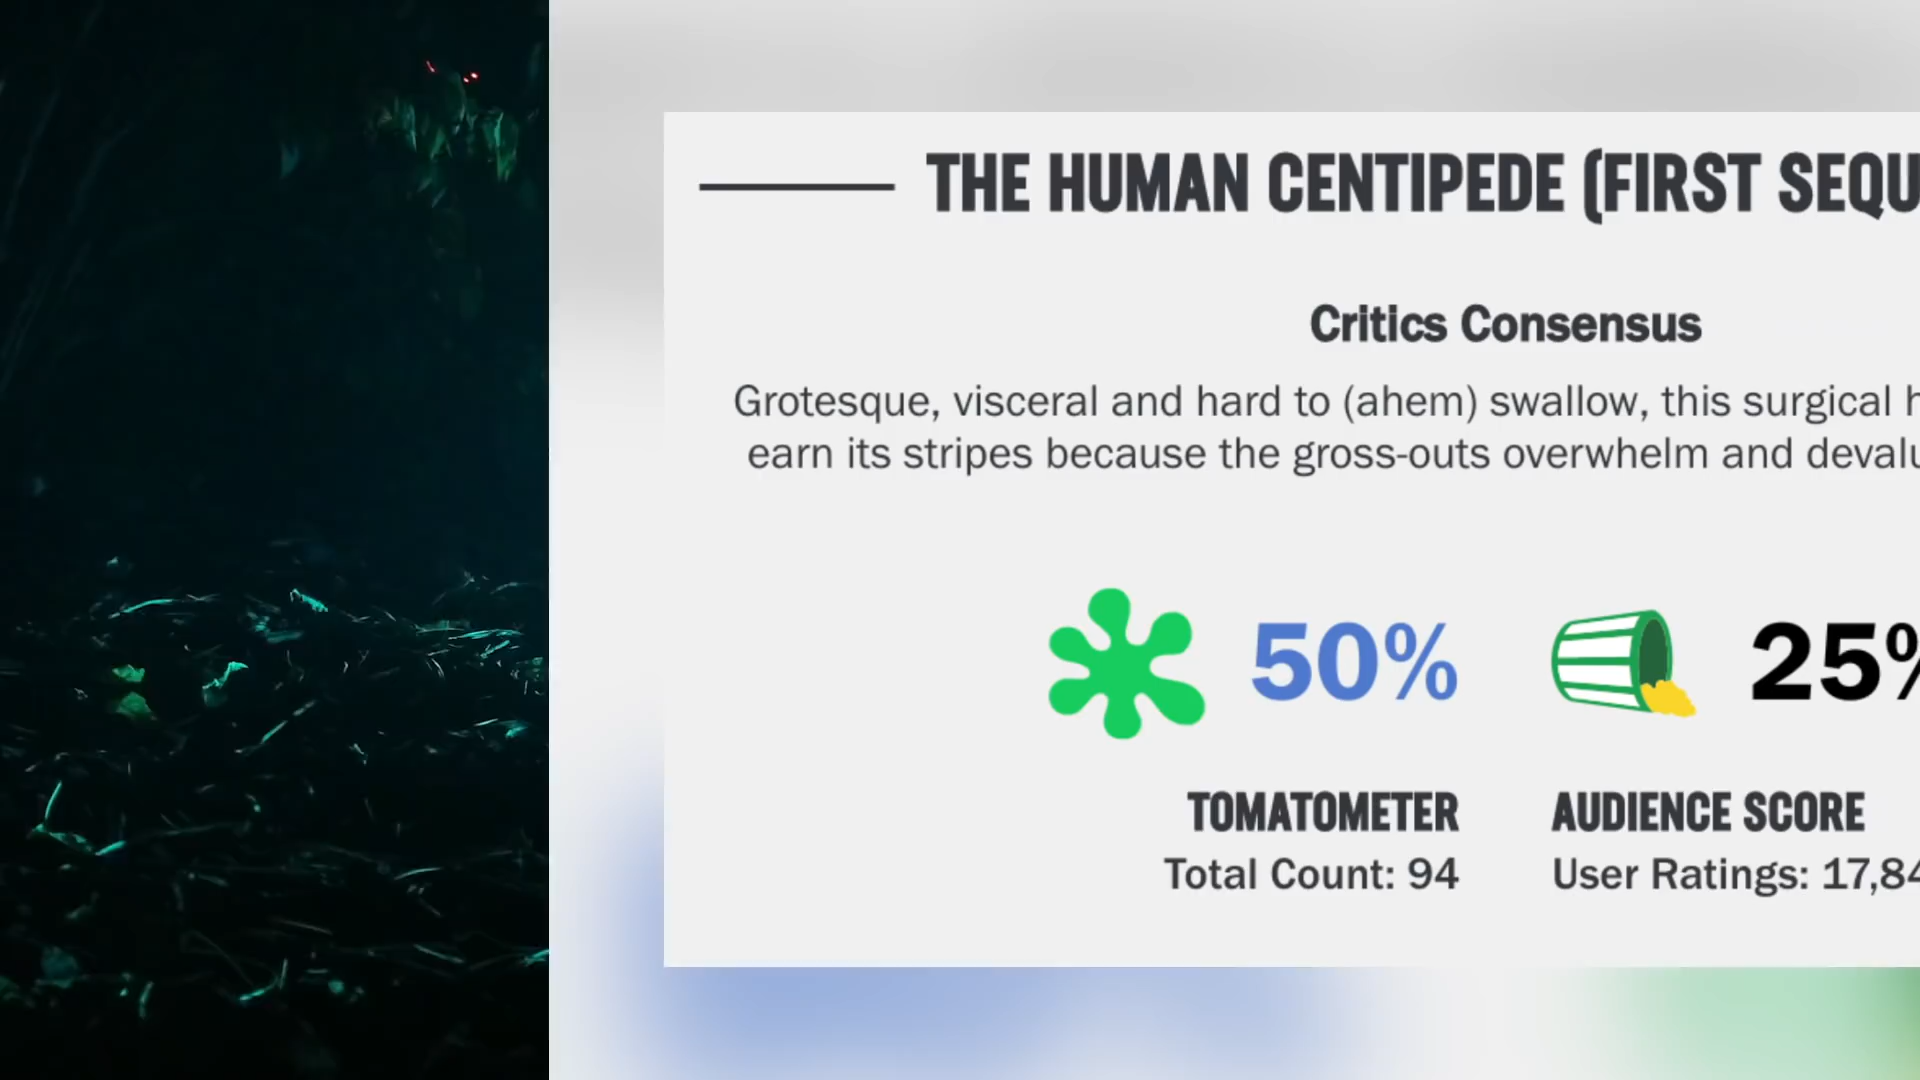 THE HUMAN CENTIPEDE (FIRST SEQU
Critics Consensus
Grotesque, visceral and hard to (ahem) swallow, this surgical h
earn its stripes because the gross-outs overwhelm and devalu
50% 25%
TOMATOMETER AUDIENCE SCORE
Total Count: 94 User Ratings: 17,84